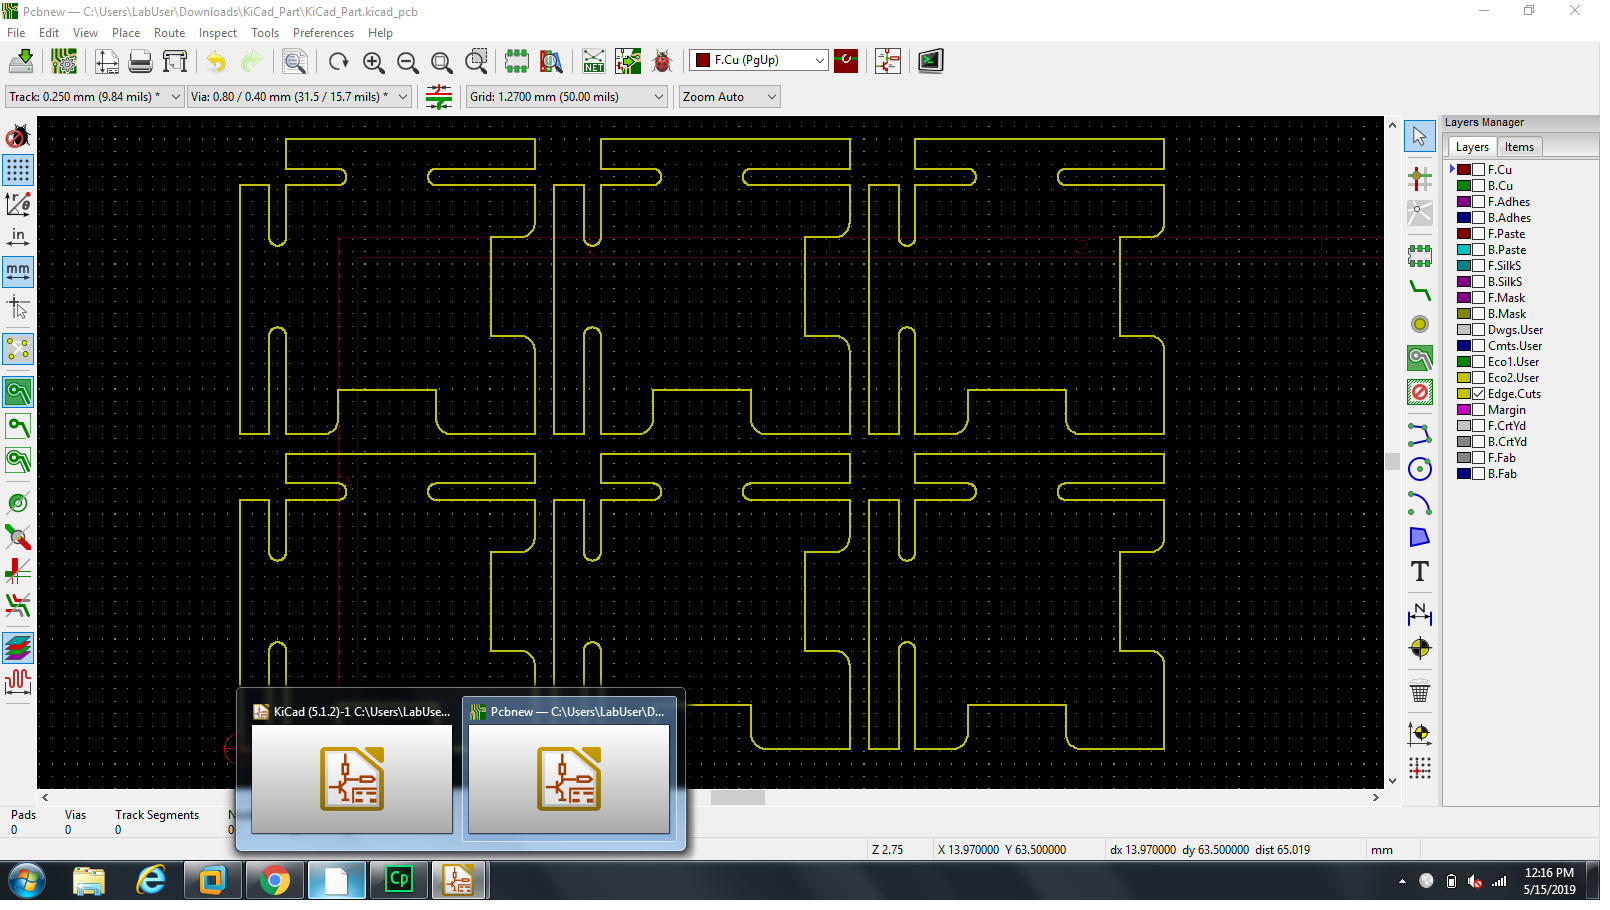 Pcbnew — C:\Users\LabUser\Downloads\KiCad_Part\KiCad_Part.kicad_pcb
File Edit View Place Route Inspect Tools Preferences Help
NET
F.Cu (PgUp)
Track: 0.250 mm (9.84 mils) *
Via: 0.80 / 0.40 mm (31.5 / 15.7 mils) *
Grid: 1.2700 mm (50.00 mils)
Zoom Auto
in
mm
2
Layers Manager
Layers Items
F.Cu
B.Cu
F.Adhes
B.Adhes
F.Paste
B.Paste
F.SilkS
B.SilkS
F.Mask
B.Mask
Dwgs.User
Cmts.User
Eco1.User
Eco2.User
Edge.Cuts
Margin
F.CrtYd
B.CrtYd
F.Fab
B.Fab
T
N
KiCad (5.1.2)-1 C:\Users\LabUse...
Pcbnew — C:\Users\LabUser\D...
Pads Vias Track Segments N
0 0 0 0
Z 2.75
X 13.970000 Y 63.500000
dx 13.970000 dy 63.500000 dist 65.019
mm
Cp
12:16 PM
5/15/2019